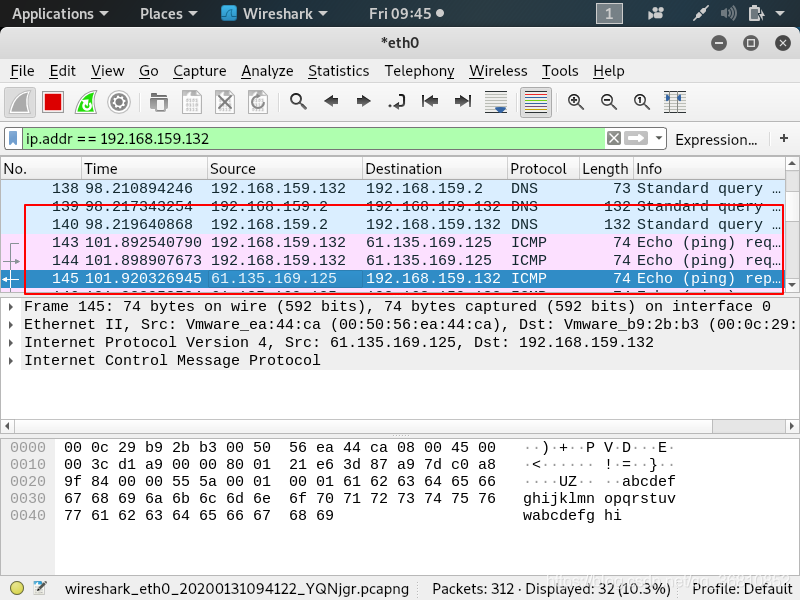 Applications Places Wireshark Fri 09:45 1
*eth0
File Edit View Go Capture Analyze Statistics Telephony Wireless Tools Help
ip.addr == 192.168.159.132 Expression... +
No. Time Source Destination Protocol Length Info
138 98.210894246 192.168.159.132 192.168.159.2 DNS 73 Standard query …
139 98.217343254 192.168.159.2 192.168.159.132 DNS 132 Standard query …
140 98.219640868 192.168.159.2 192.168.159.132 DNS 132 Standard query …
143 101.892540790 192.168.159.132 61.135.169.125 ICMP 74 Echo (ping) req…
144 101.898907673 192.168.159.132 61.135.169.125 ICMP 74 Echo (ping) req…
145 101.920326945 61.135.169.125 192.168.159.132 ICMP 74 Echo (ping) rep…
Frame 145: 74 bytes on wire (592 bits), 74 bytes captured (592 bits) on interface 0
Ethernet II, Src: Vmware_ea:44:ca (00:50:56:ea:44:ca), Dst: Vmware_b9:2b:b3 (00:0c:29:
Internet Protocol Version 4, Src: 61.135.169.125, Dst: 192.168.159.132
Internet Control Message Protocol
0000 00 0c 29 b9 2b b3 00 50 56 ea 44 ca 08 00 45 00 ··)·+··P V·D···E·
0010 00 3c d1 a9 00 00 80 01 21 e6 3d 87 a9 7d c0 a8 ·<······ !·=··}··
0020 9f 84 00 00 55 5a 00 01 00 01 61 62 63 64 65 66 ····UZ·· ··abcdef
0030 67 68 69 6a 6b 6c 6d 6e 6f 70 71 72 73 74 75 76 ghijklmn opqrstuv
0040 77 61 62 63 64 65 66 67 68 69 wabcdefg hi
wireshark_eth0_20200131094122_YQNjgr.pcapng Packets: 312 · Displayed: 32 (10.3%) Profile: Default